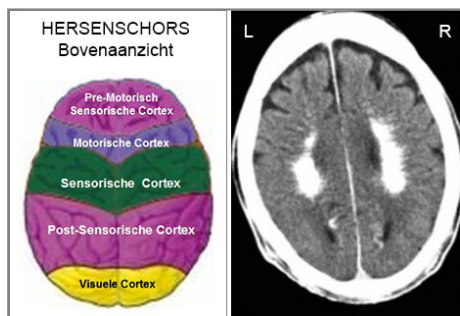 HERSENSCHORS
Bovenaanzicht
Pre-Motorisch
Sensorische Cortex
Motorische Cortex
Sensorische Cortex
Post-Sensorische Cortex
Visuele Cortex
L
R